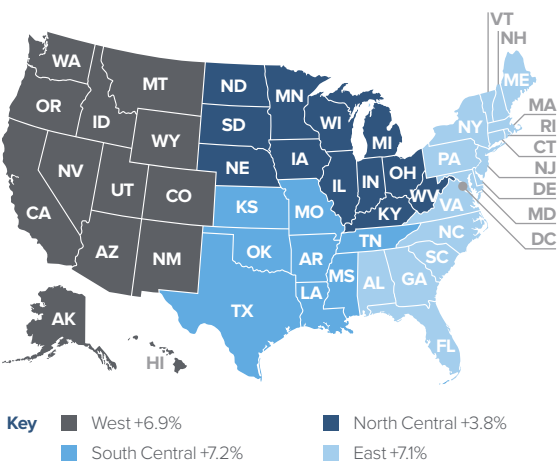 VT
NH
WA
ME
MT
ND
MN
OR
MA
ID
SD
WI
NY
RI
WY
MI
CT
PA
NE
IA
NJ
NV
OH
IL
IN
DE
UT
CO
WV
VA
KS
MO
KY
MD
CA
NC
DC
TN
AZ
NM
OK
AR
SC
MS
AL
GA
LA
TX
AK
FL
HI
Key
West +6.9%
North Central +3.8%
South Central +7.2%
East +7.1%